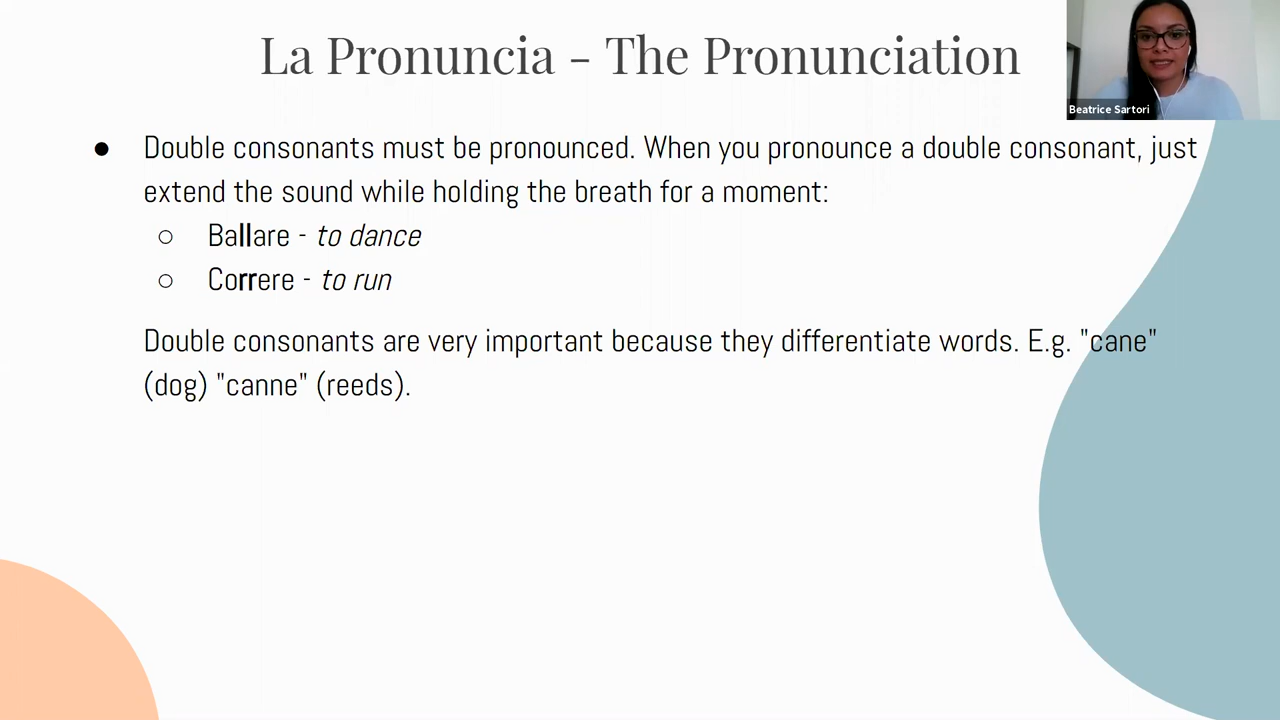 La Pronuncia – The Pronunciation
Beatrice Sartori
● Double consonants must be pronounced. When you pronounce a double consonant, just
extend the sound while holding the breath for a moment:
○ Ballare - to dance
○ Correre - to run
Double consonants are very important because they differentiate words. E.g. "cane"
(dog) "canne" (reeds).